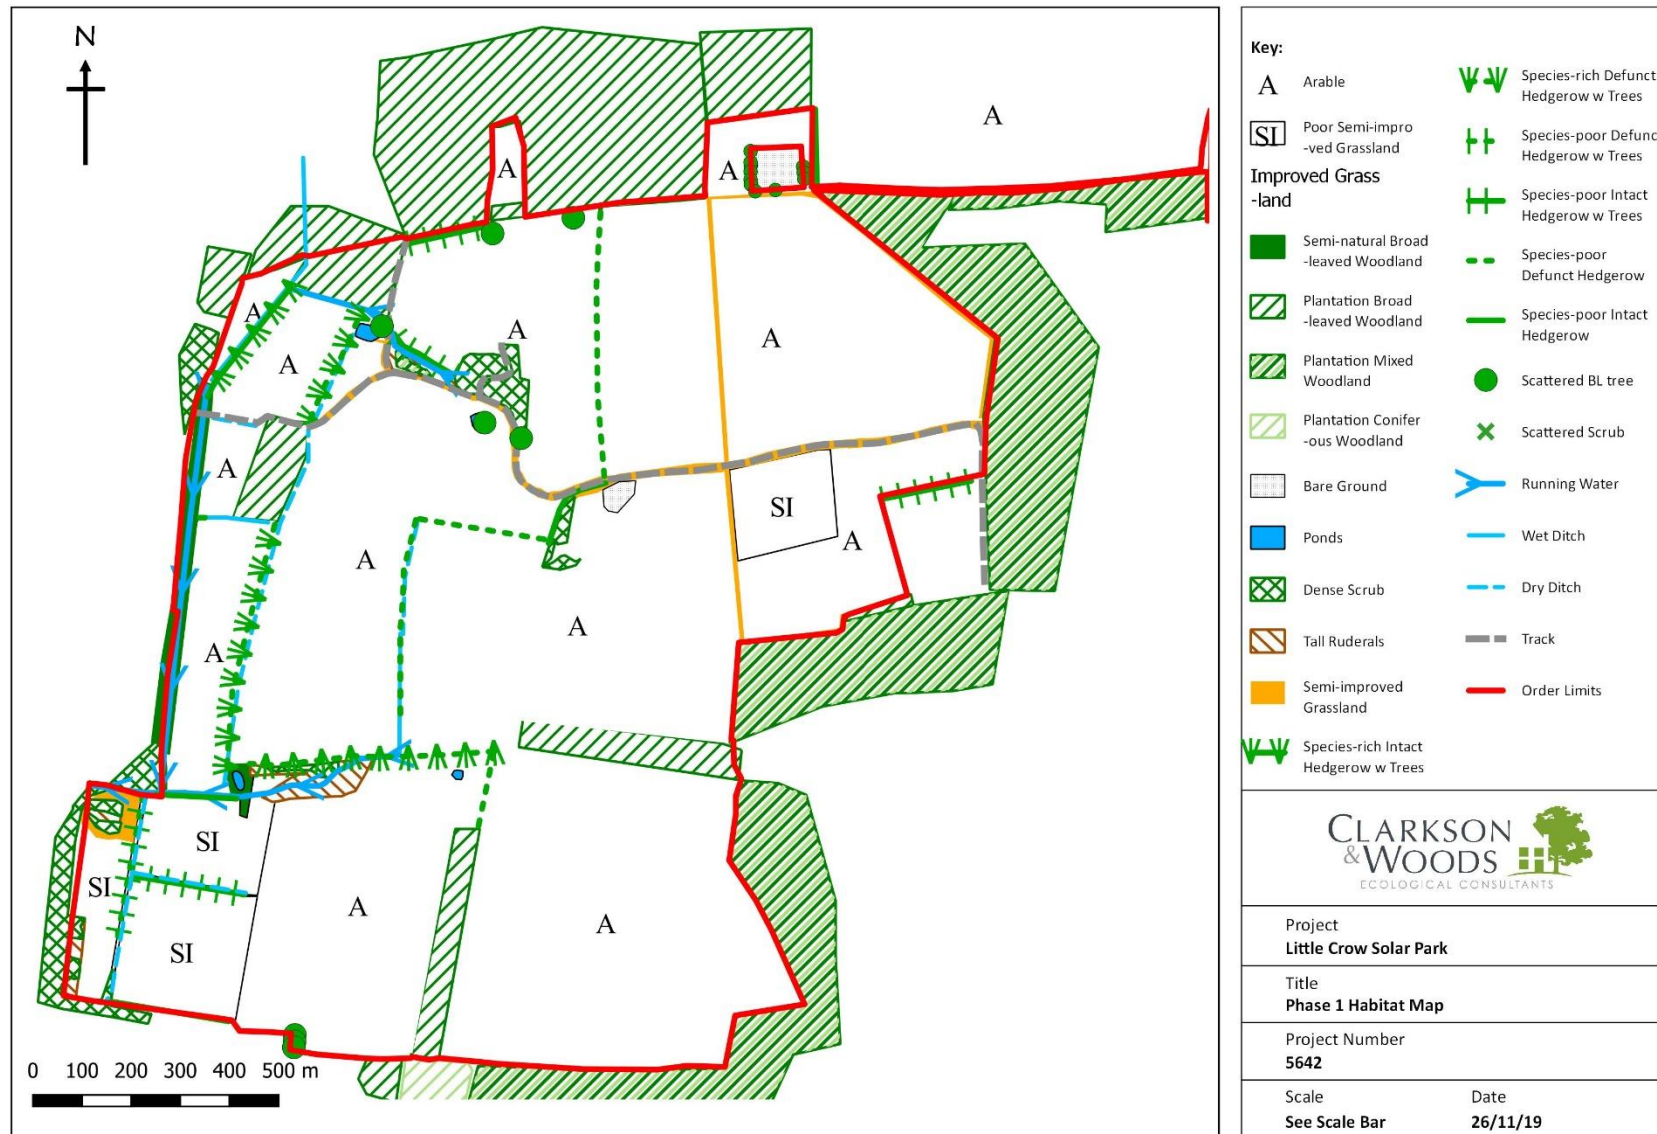 N
A
A
A
A
A
A
A
A
A
SI
A
A
A
A
SI
SI
A
A
SI
0 100 200 300 400 500 m
Key:
A Arable
SI Poor Semi-impro
-ved Grassland
Improved Grass
-land
Semi-natural Broad
-leaved Woodland
Plantation Broad
-leaved Woodland
Plantation Mixed
Woodland
Plantation Conifer
-ous Woodland
Bare Ground
Ponds
Dense Scrub
Tall Ruderals
Semi-improved
Grassland
Species-rich Intact
Hedgerow w Trees
Species-rich Defunct
Hedgerow w Trees
Species-poor Defunct
Hedgerow w Trees
Species-poor Intact
Hedgerow w Trees
Species-poor
Defunct Hedgerow
Species-poor Intact
Hedgerow
Scattered BL tree
Scattered Scrub
Running Water
Wet Ditch
Dry Ditch
Track
Order Limits
CLARKSON
&WOODS
ECOLOGICAL CONSULTANTS
Project
Little Crow Solar Park
Title
Phase 1 Habitat Map
Project Number
5642
Scale Date
See Scale Bar 26/11/19